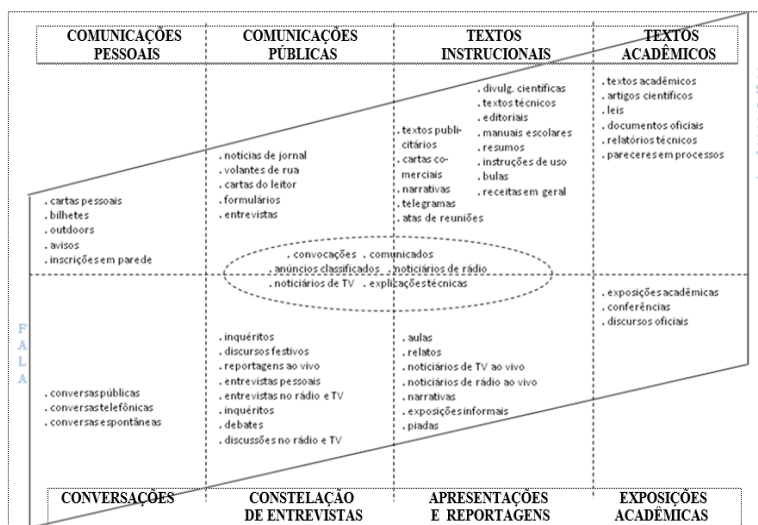 COMUNICAÇÕES
PESSOAIS
COMUNICAÇÕES
PÚBLICAS
TEXTOS
INSTRUCIONAIS
TEXTOS
ACADÊMICOS
. cartas pessoais
. bilhetes
. outdoors
. avisos
. inscrições em parede
. notícias de jornal
. volantes de rua
. cartas do leitor
. formulários
. entrevistas
. textos publi-
citários
. cartas co-
merciais
. narrativas
. telegramas
. atas de reuniões
. divulg. científicas
. textos técnicos
. editoriais
. manuais escolares
. resumos
. instruções de uso
. bulas
. receitas em geral
. textos acadêmicos
. artigos científicos
. leis
. documentos oficiais
. relatórios técnicos
. pareceres em processos
. convocações . comunicados
. anúncios classificados . noticiários de rádio
. noticiários de TV . explicações técnicas
F
A
L
A
. conversas públicas
. conversas telefônicas
. conversas espontâneas
. inquéritos
. discursos festivos
. reportagens ao vivo
. entrevistas pessoais
. entrevistas no rádio e TV
. inquéritos
. debates
. discussões no rádio e TV
. aulas
. relatos
. noticiários de TV ao vivo
. noticiários de rádio ao vivo
. narrativas
. exposições informais
. piadas
. exposições acadêmicas
. conferências
. discursos oficiais
CONVERSAÇÕES
CONSTELAÇÃO
DE ENTREVISTAS
APRESENTAÇÕES
E REPORTAGENS
EXPOSIÇÕES
ACADÊMICAS